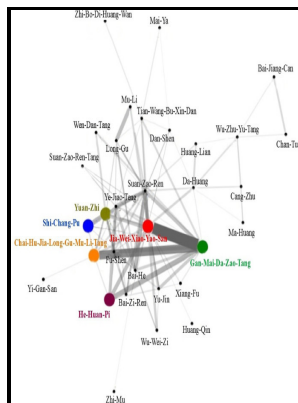 Zhi-Bo-Di-Huang-Wan
Mai-Ya
Bai-Jiang-Can
Mu-Li
Tian-Wang-Bu-Xin-Dan
Wen-Dan-Tang
Dan-Shen
Wu-Zhu-Yu-Tang
Long-Gu
Huang-Lian
Chan-Tui
Suan-Zao-Ren-Tang
Suan-Zao-Ren
Da-Huang
Ye-Jiao-Teng
Cang-Zhu
Yuan-Zhi
Shi-Chang-Pu
Jia-Wei-Xiao-Yao-San
Ma-Huang
Chai-Hu-Jia-Long-Gu-Mu-Li-Tang
Gan-Mai-Da-Zao-Tang
Fu-Shen
Bai-He
Yi-Gan-San
Xiang-Fu
He-Huan-Pi
Bai-Zi-Ren
Yu-Jin
Huang-Qin
Wu-Wei-Zi
Zhi-Mu